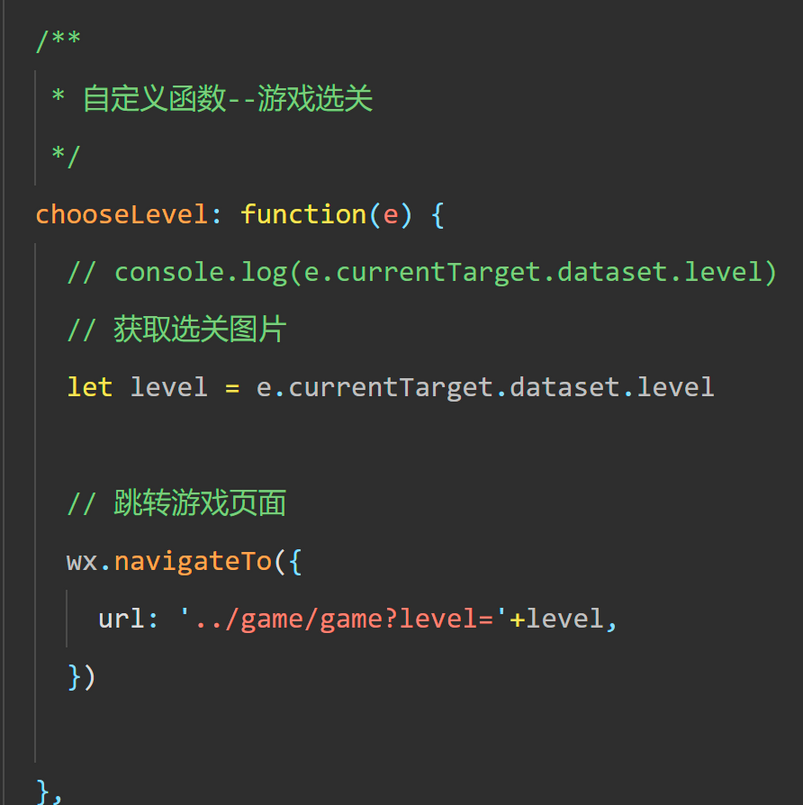 /**
* 自定义函数--游戏选关
*/
chooseLevel: function(e) {
// console.log(e.currentTarget.dataset.level)
// 获取选关图片
let level = e.currentTarget.dataset.level
// 跳转游戏页面
wx.navigateTo({
url: '../game/game?level='+level,
})
},